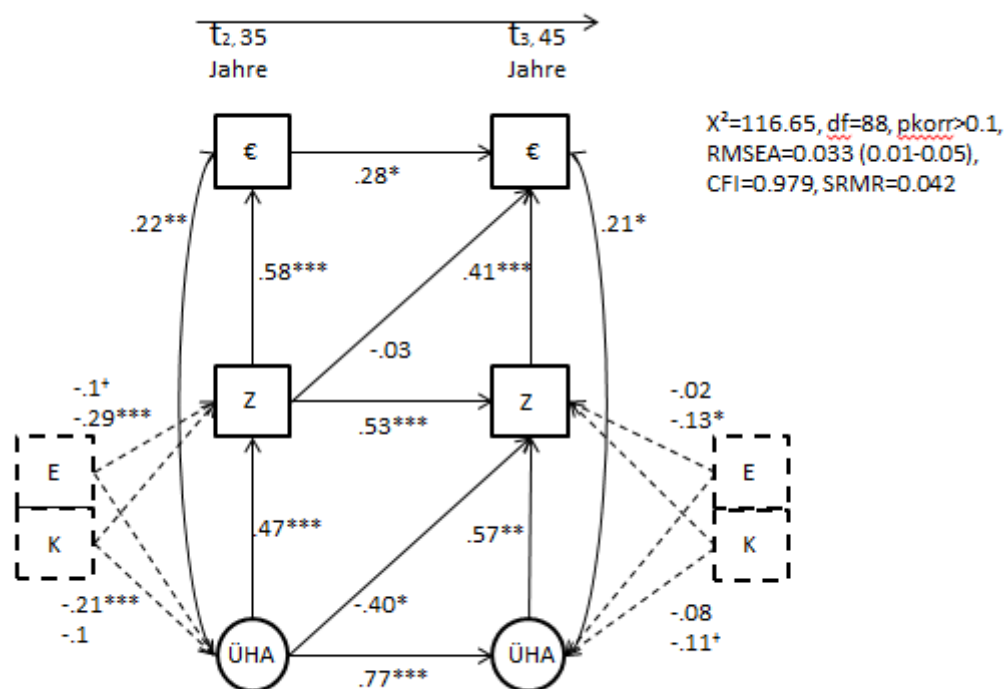 t2, 35
Jahre
t3, 45
Jahre
X²=116.65, df=88, pkorr>0.1,
RMSEA=0.033 (0.01-0.05),
CFI=0.979, SRMR=0.042
€
€
.28*
.22**
.21*
.58***
.41***
-.03
-.1⁺
-.29***
-.02
-.13*
Z
Z
.53***
E
E
K
K
.47***
.57**
-.40*
-.21***
-.1
-.08
-.11⁺
ÜHA
ÜHA
.77***